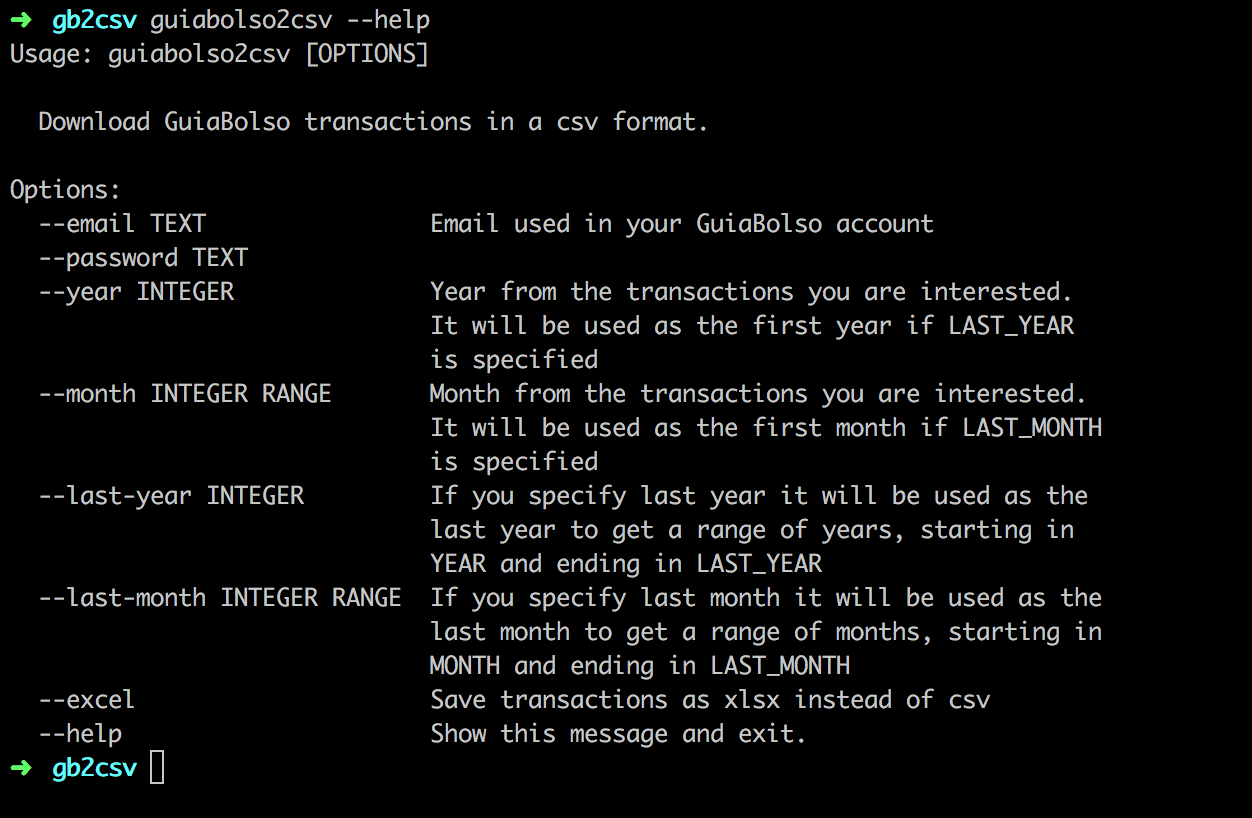 ➜  gb2csv guiabolso2csv --help
Usage: guiabolso2csv [OPTIONS]

  Download GuiaBolso transactions in a csv format.

Options:
  --email TEXT                Email used in your GuiaBolso account
  --password TEXT
  --year INTEGER              Year from the transactions you are interested.
                              It will be used as the first year if LAST_YEAR
                              is specified
  --month INTEGER RANGE       Month from the transactions you are interested.
                              It will be used as the first month if LAST_MONTH
                              is specified
  --last-year INTEGER         If you specify last year it will be used as the
                              last year to get a range of years, starting in
                              YEAR and ending in LAST_YEAR
  --last-month INTEGER RANGE  If you specify last month it will be used as the
                              last month to get a range of months, starting in
                              MONTH and ending in LAST_MONTH
  --excel                     Save transactions as xlsx instead of csv
  --help                      Show this message and exit.
➜  gb2csv